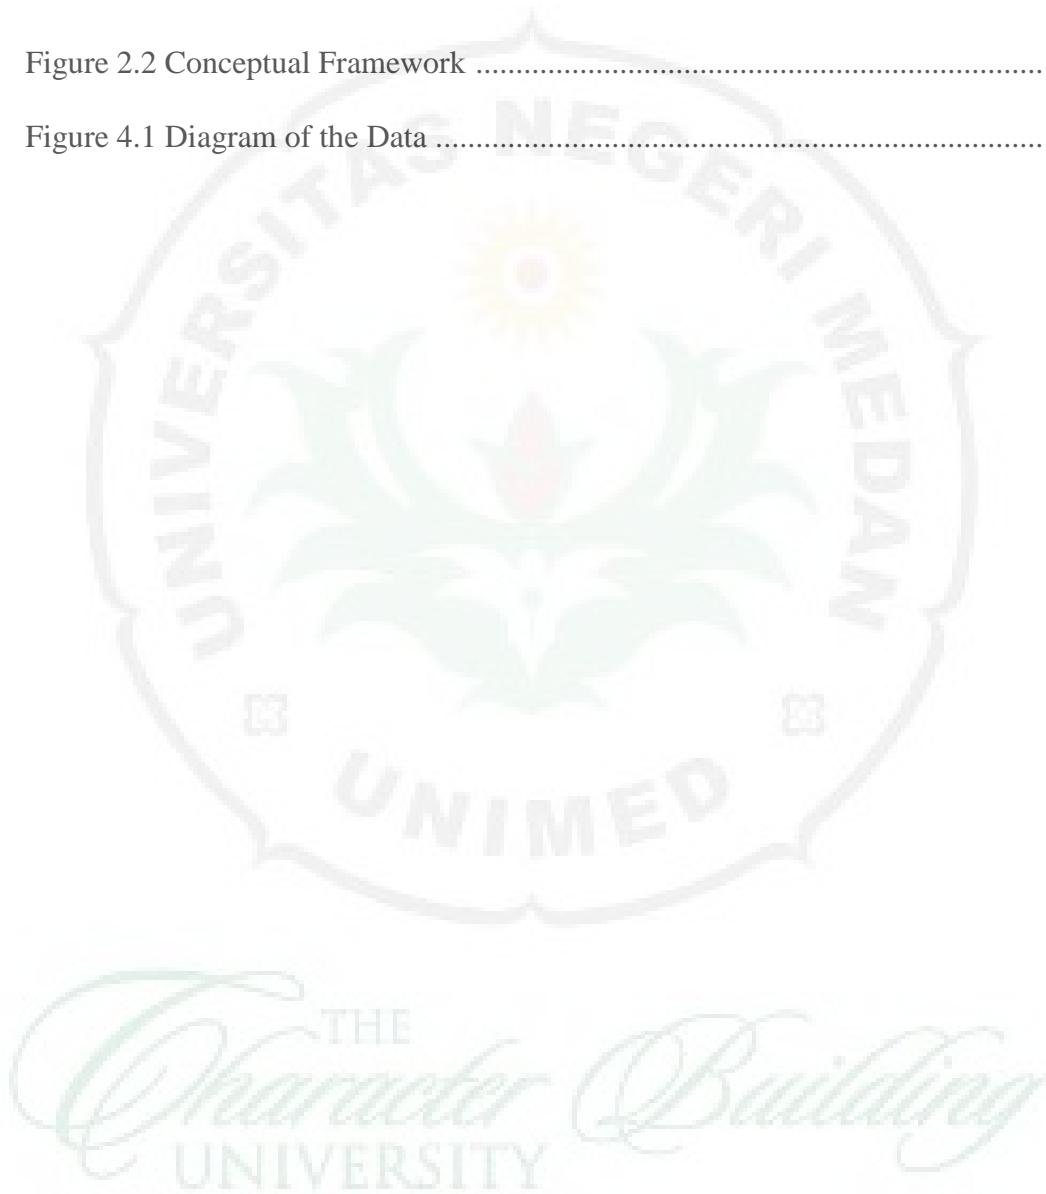 Figure 2.2 Conceptual Framework ......................................................................
Figure 4.1 Diagram of the Data ...........................................................................
UNIVERSITAS NEGERI MEDAN
UNIMED
THE
Character Building
UNIVERSITY